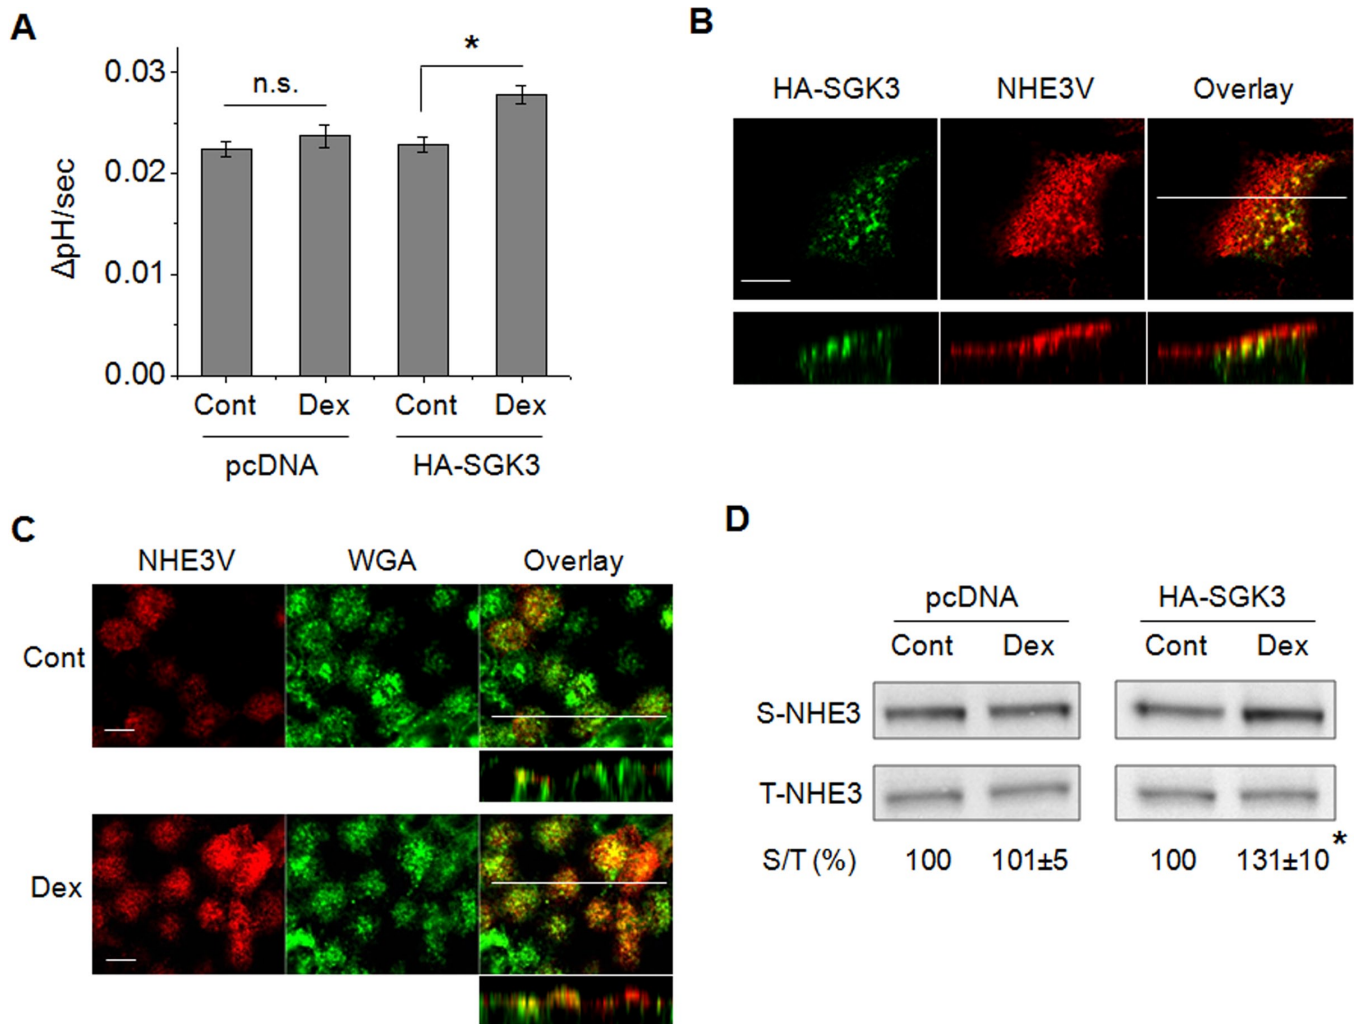 A
0.03
0.02
0.01
0.00
ΔpH/sec
n.s.
*
Cont Dex Cont Dex
pcDNA HA-SGK3
B
HA-SGK3 NHE3V Overlay
C
NHE3V WGA Overlay
Cont
Dex
D
pcDNA HA-SGK3
Cont Dex Cont Dex
S-NHE3
T-NHE3
S/T (%) 100 101±5 100 131±10*